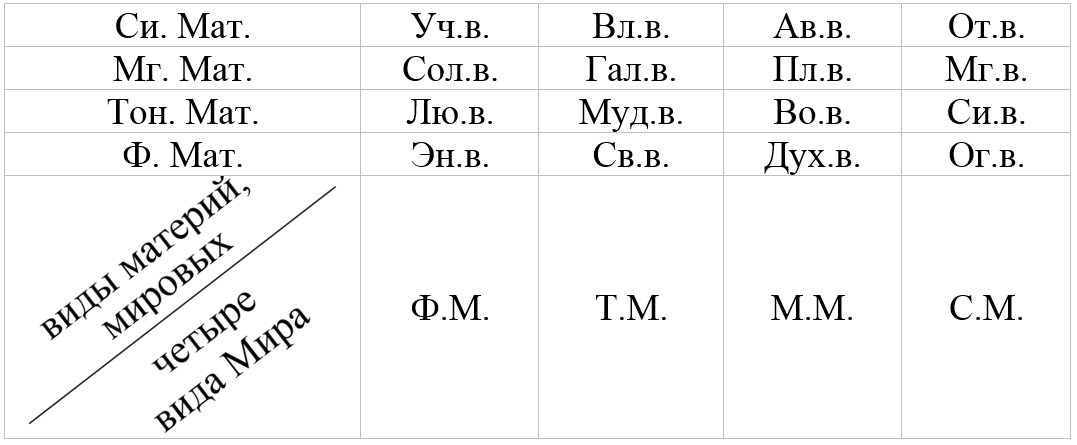 Си. Мат. Уч.в. Вл.в. Ав.в. От.в.
Мг. Мат. Сол.в. Гал.в. Пл.в. Мг.в.
Тон. Мат. Лю.в. Муд.в. Во.в. Си.в.
Ф. Мат. Эн.в. Св.в. Дух.в. Ог.в.
виды материй,
мировых
четыре
вида Мира
Ф.М. Т.М. М.М. С.М.